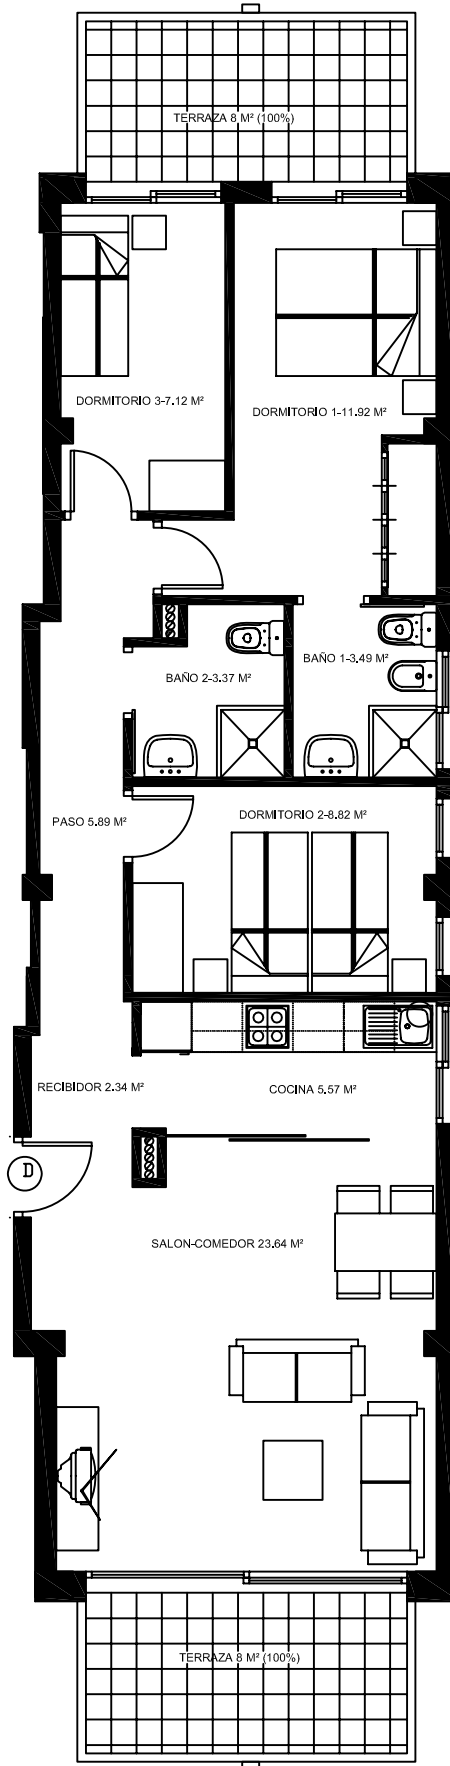 TERRAZA 8 M² (100%)
DORMITORIO 3-7.12 M²
DORMITORIO 1-11.92 M²
BAÑO 1-3.49 M²
BAÑO 2-3.37 M²
DORMITORIO 2-8.82 M²
PASO 5.89 M²
RECIBIDOR 2.34 M²
COCINA 5.57 M²
D
SALON-COMEDOR 23.64 M²
TERRAZA 8 M² (100%)